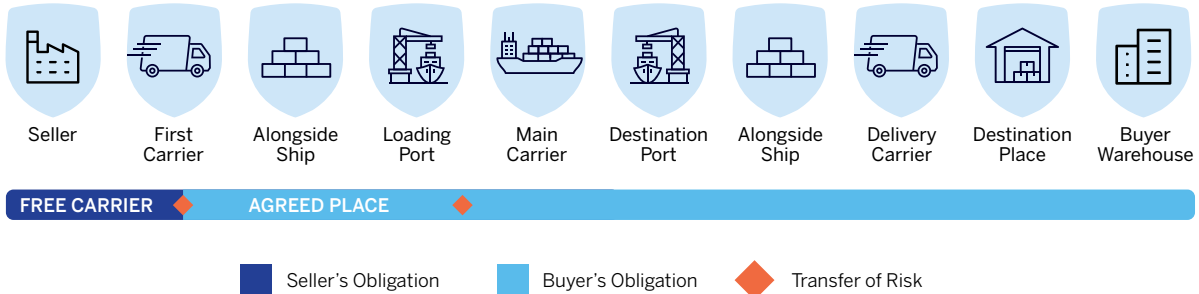 Seller
First
Carrier
Alongside
Ship
Loading
Port
Main
Carrier
Destination
Port
Alongside
Ship
Delivery
Carrier
Destination
Place
Buyer
Warehouse
FREE CARRIER
AGREED PLACE
Seller’s Obligation
Buyer’s Obligation
Transfer of Risk